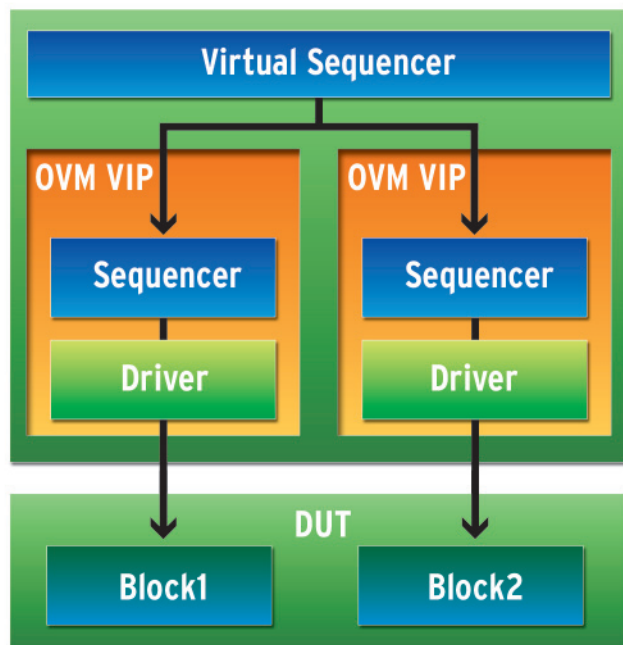 Virtual Sequencer
OVM VIP
OVM VIP
Sequencer
Sequencer
Driver
Driver
DUT
Block1
Block2